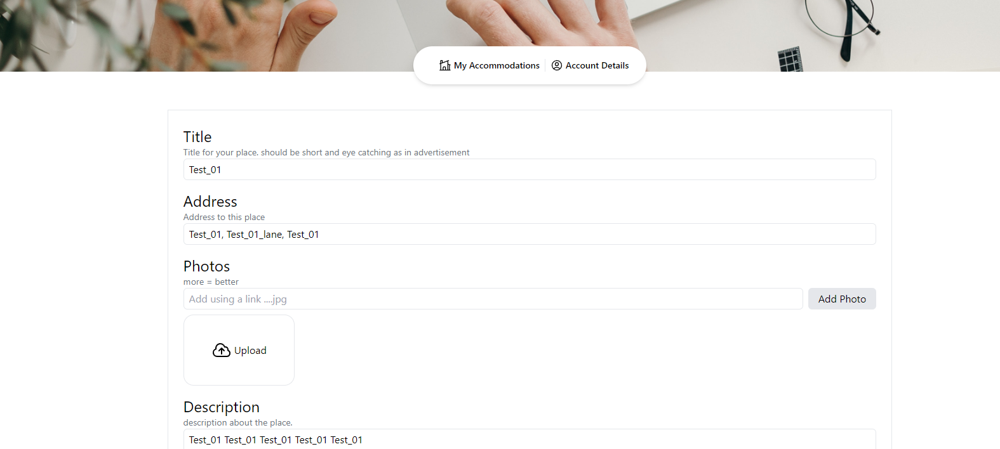 My Accommodations Account Details
Title
Title for your place. should be short and eye catching as in advertisement
Test_01
Address
Address to this place
Test_01, Test_01_lane, Test_01
Photos
more = better
Add using a link ....jpg Add Photo
Upload
Description
description about the place.
Test_01 Test_01 Test_01 Test_01 Test_01